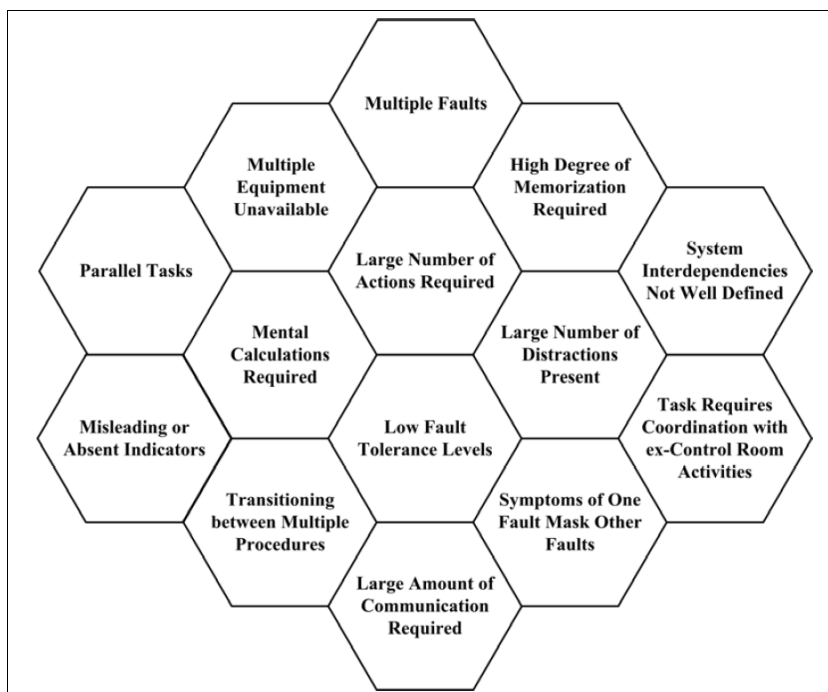 Multiple Faults
Multiple
Equipment
Unavailable
High Degree of
Memorization
Required
Parallel Tasks
Large Number of
Actions Required
System
Interdependencies
Not Well Defined
Mental
Calculations
Required
Large Number of
Distractions
Present
Misleading or
Absent Indicators
Low Fault
Tolerance Levels
Task Requires
Coordination with
ex-Control Room
Activities
Transitioning
between Multiple
Procedures
Symptoms of One
Fault Mask Other
Faults
Large Amount of
Communication
Required